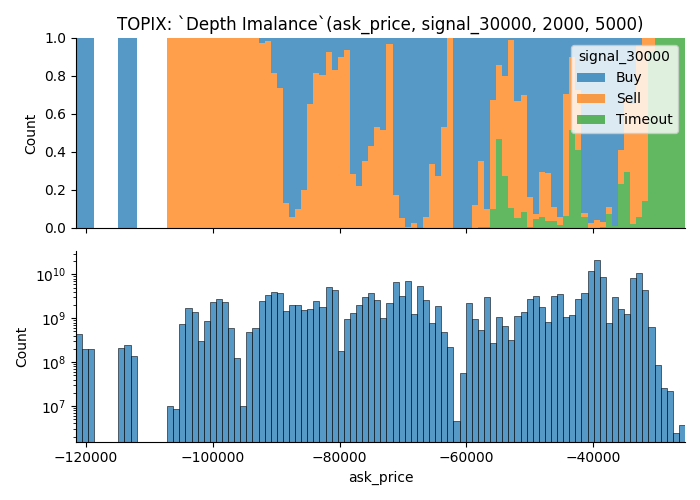 TOPIX: `Depth Imalance`(ask_price, signal_30000, 2000, 5000)
signal_30000
Buy
Sell
Timeout
Count
1.0
0.8
0.6
0.4
0.2
0.0
Count
10^10
10^9
10^8
10^7
−120000 −100000 −80000 −60000 −40000
ask_price